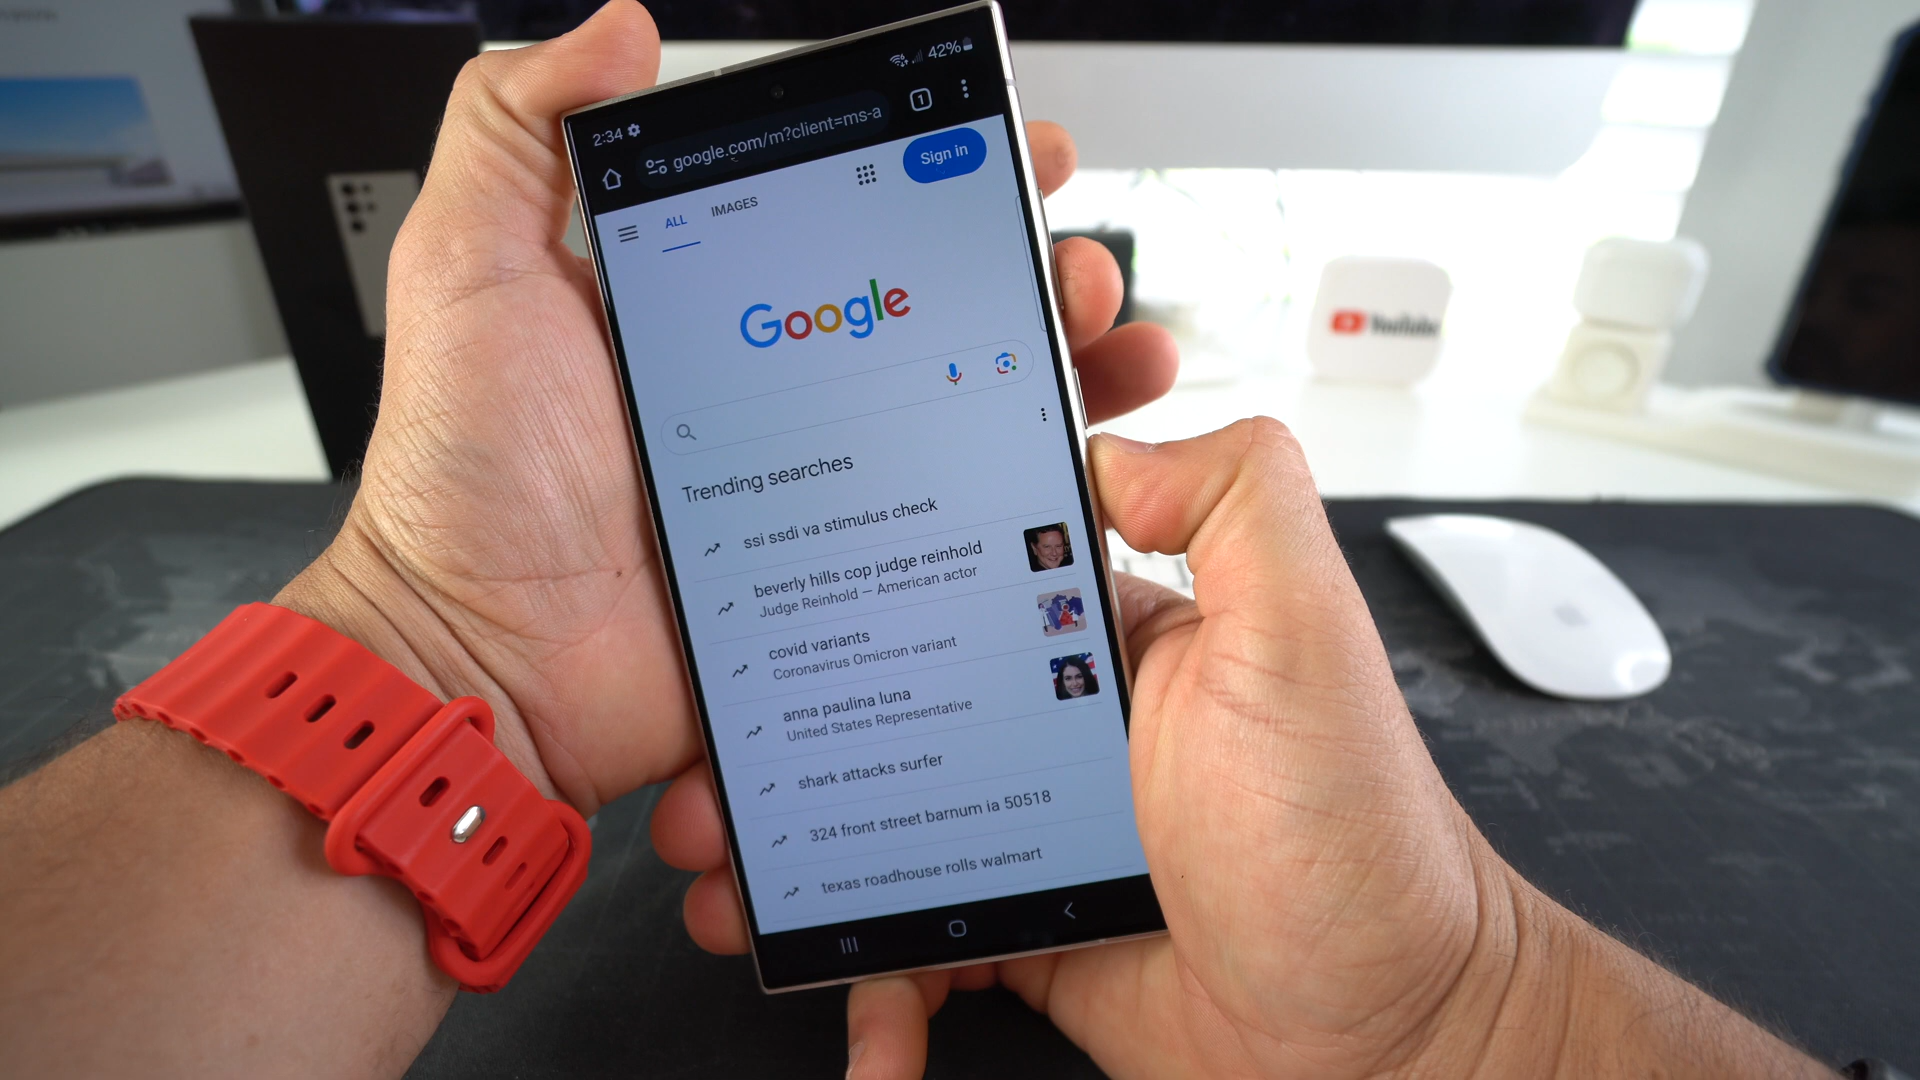 2:34
42%
google.com/m?client=ms-a
1
ALL
IMAGES
Sign in
Google
Trending searches
ssi ssdi va stimulus check
beverly hills cop judge reinhold
Judge Reinhold — American actor
covid variants
Coronavirus Omicron variant
anna paulina luna
United States Representative
shark attacks surfer
324 front street barnum ia 50518
texas roadhouse rolls walmart
YouTube